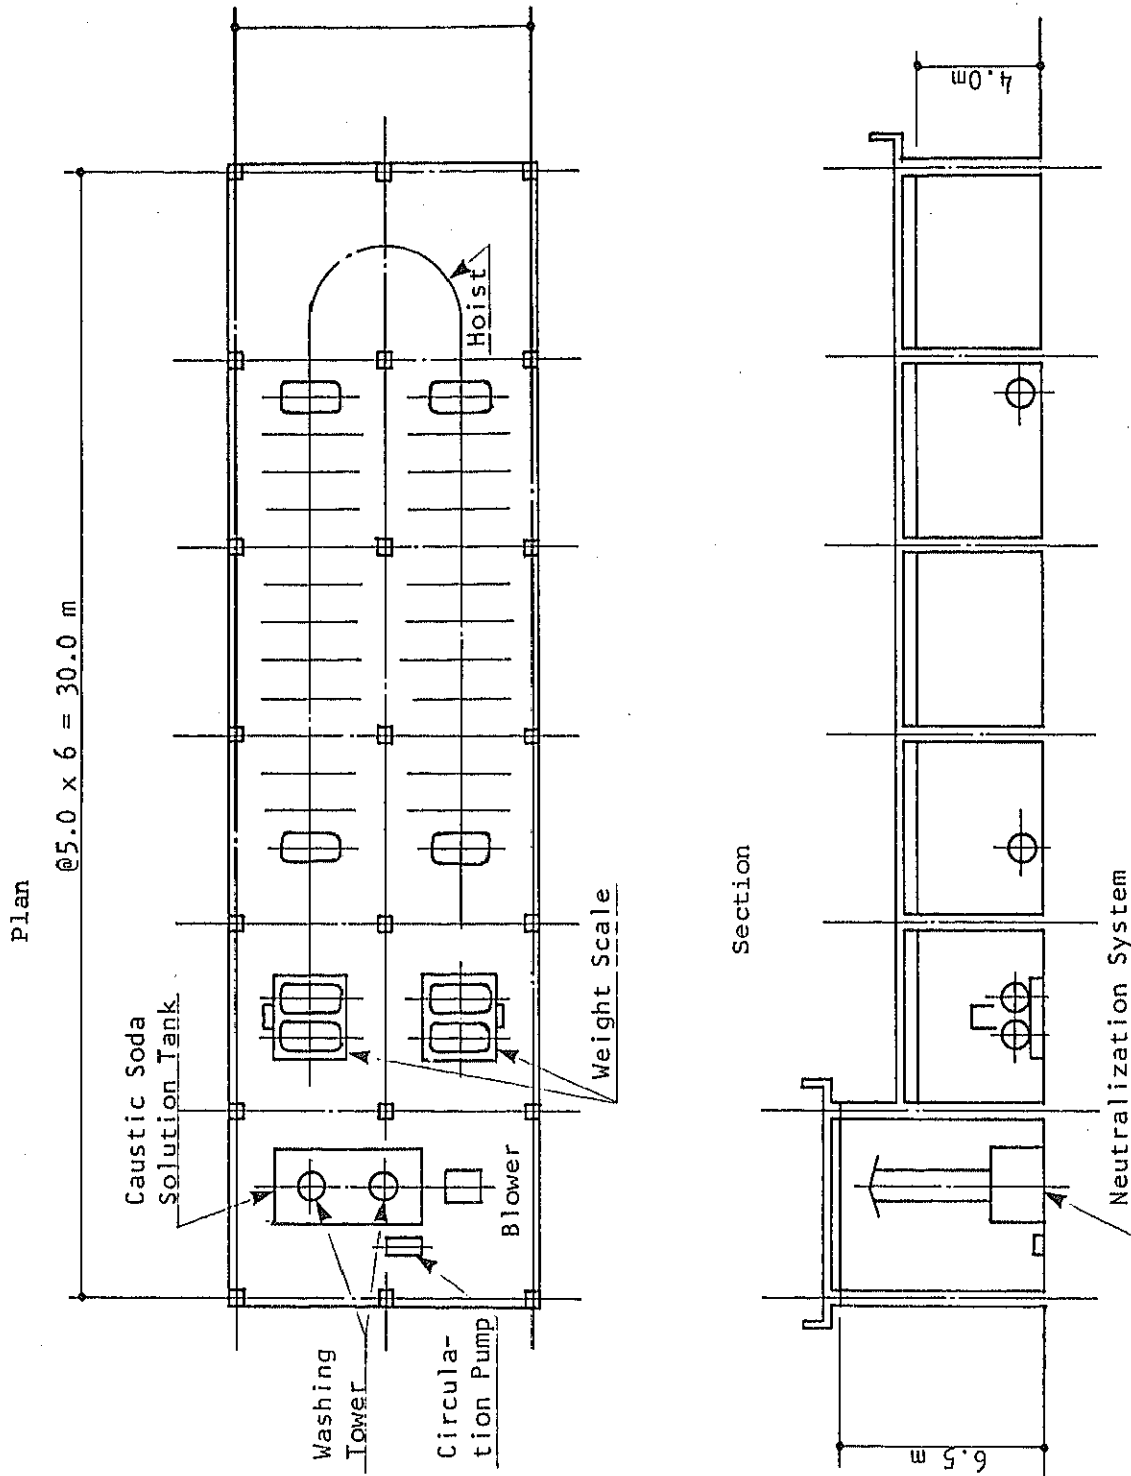 Plan
@5.0 x 6 = 30.0 m
Caustic Soda
Solution Tank
Hoist
Weight Scale
Blower
Washing
Tower
Circula-
tion Pump
Section
4.0m
6.5 m
Neutralization System